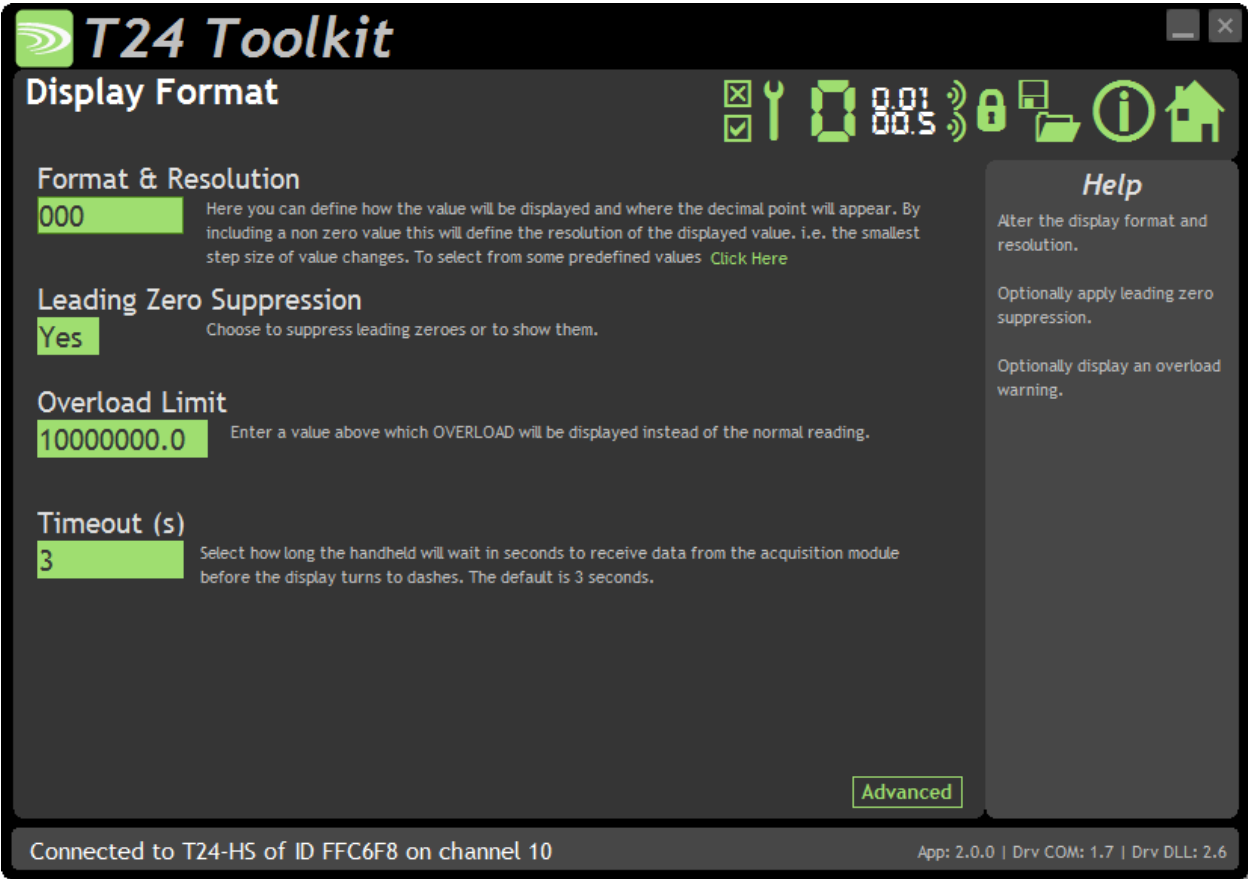 T24 Toolkit
Display Format
0
0.01
00.5
Format & Resolution
000
Here you can define how the value will be displayed and where the decimal point will appear. By
including a non zero value this will define the resolution of the displayed value. i.e. the smallest
step size of value changes. To select from some predefined values Click Here
Leading Zero Suppression
Yes
Choose to suppress leading zeroes or to show them.
Overload Limit
10000000.0
Enter a value above which OVERLOAD will be displayed instead of the normal reading.
Timeout (s)
3
Select how long the handheld will wait in seconds to receive data from the acquisition module
before the display turns to dashes. The default is 3 seconds.
Advanced
Help
Alter the display format and
resolution.
Optionally apply leading zero
suppression.
Optionally display an overload
warning.
Connected to T24-HS of ID FFC6F8 on channel 10
App: 2.0.0 | Drv COM: 1.7 | Drv DLL: 2.6